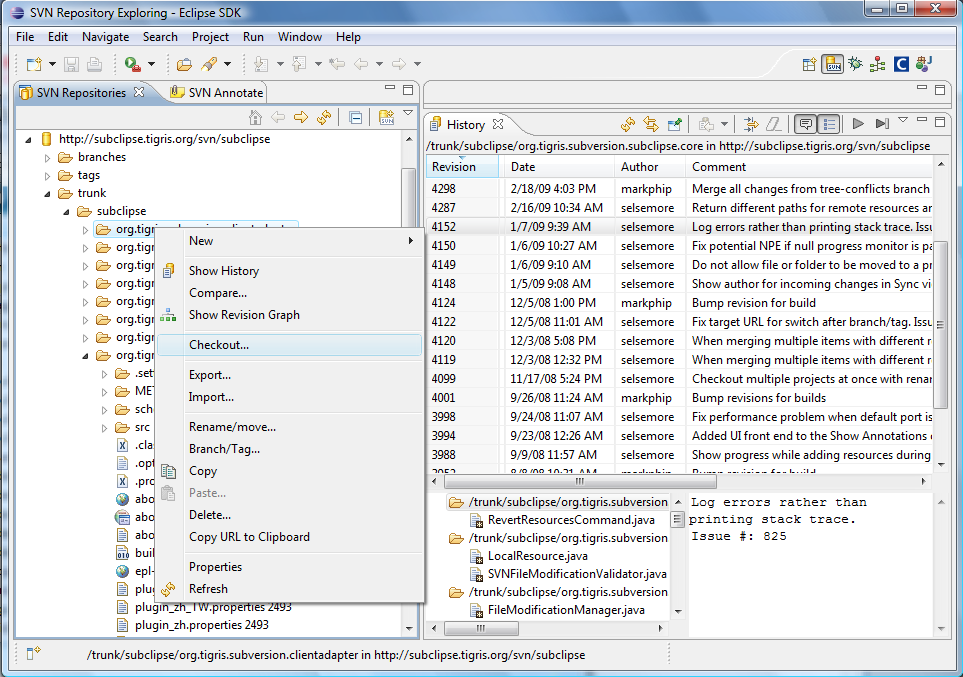 SVN Repository Exploring - Eclipse SDK
File Edit Navigate Search Project Run Window Help
SVN Repositories
SVN Annotate
http://subclipse.tigris.org/svn/subclipse
branches
tags
trunk
subclipse
org.tigris
org.tigr
org.tigr
org.tigr
org.tigr
org.tigr
org.tigr
org.tigr
.set
MET
sch
src
.clas
.opt
.pro
abo
abo
abo
buil
epl-
plug
plugin_zh_TW.properties 2493
plugin_zh.properties 2493
New
Show History
Compare...
Show Revision Graph
Checkout...
Export...
Import...
Rename/move...
Branch/Tag...
Copy
Paste...
Delete...
Copy URL to Clipboard
Properties
Refresh
History
/trunk/subclipse/org.tigris.subversion.subclipse.core in http://subclipse.tigris.org/svn/subclipse
Revision Date Author Comment
4298 2/18/09 4:03 PM markphip Merge all changes from tree-conflicts branch
4287 2/16/09 10:34 AM selsemore Return different paths for remote resources ar
4152 1/7/09 9:39 AM selsemore Log errors rather than printing stack trace. Issu
4150 1/6/09 10:27 AM selsemore Fix potential NPE if null progress monitor is pa
4149 1/6/09 9:10 AM selsemore Do not allow file or folder to be moved to a pr
4148 1/5/09 9:08 AM selsemore Show author for incoming changes in Sync vi
4124 12/5/08 1:00 PM markphip Bump revision for build
4122 12/5/08 11:01 AM selsemore Fix target URL for switch after branch/tag. Issu
4120 12/3/08 5:08 PM selsemore When merging multiple items with different r
4119 12/3/08 12:32 PM selsemore When merging multiple items with different r
4099 11/17/08 5:24 PM selsemore Checkout multiple projects at once with renar
4001 9/26/08 11:24 AM markphip Bump revisions for builds
3998 9/24/08 11:07 AM selsemore Fix performance problem when default port is
3994 9/23/08 12:26 AM selsemore Added UI front end to the Show Annotations c
3988 9/9/08 11:57 AM selsemore Show progress while adding resources during
3952 8/8/08 10:31 AM markphip Bump revision for build
/trunk/subclipse/org.tigris.subversion
RevertResourcesCommand.java
/trunk/subclipse/org.tigris.subversion
LocalResource.java
SVNFileModificationValidator.java
/trunk/subclipse/org.tigris.subversion
FileModificationManager.java
Log errors rather than
printing stack trace.
Issue #: 825
/trunk/subclipse/org.tigris.subversion.clientadapter in http://subclipse.tigris.org/svn/subclipse